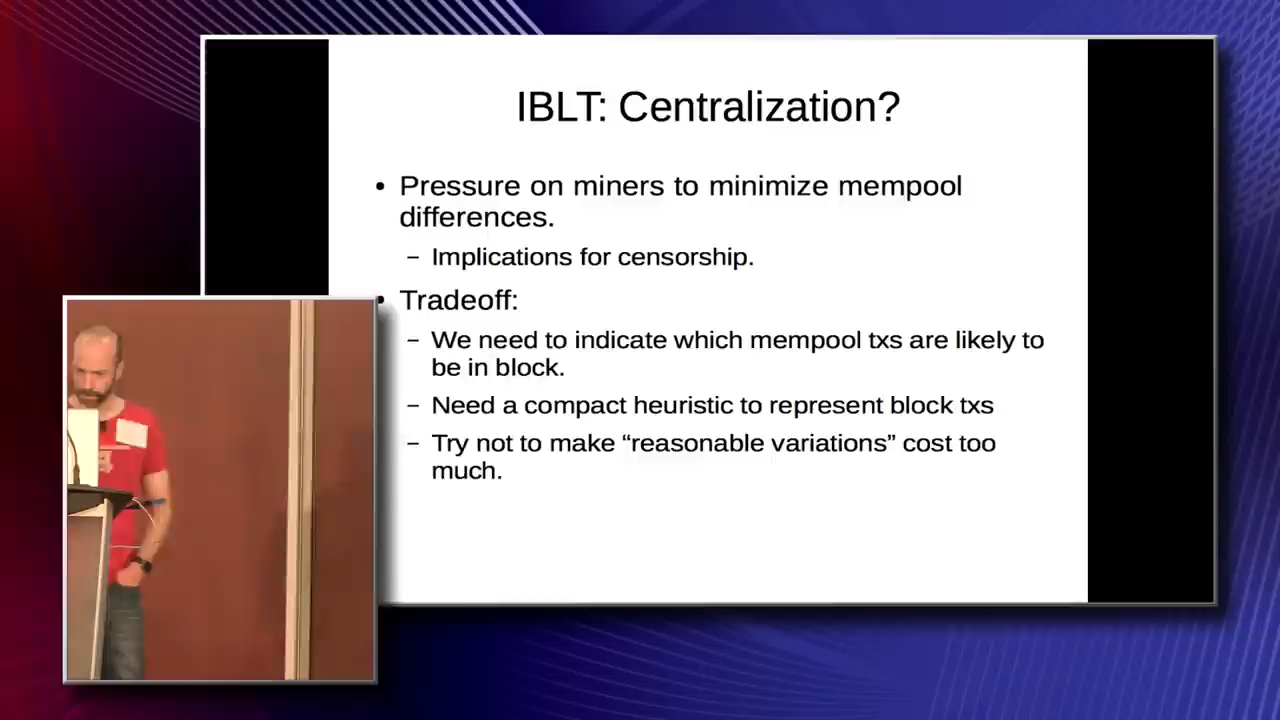 IBLT: Centralization?
• Pressure on miners to minimize mempool
differences.
– Implications for censorship.
• Tradeoff:
– We need to indicate which mempool txs are likely to
be in block.
– Need a compact heuristic to represent block txs
– Try not to make “reasonable variations” cost too
much.